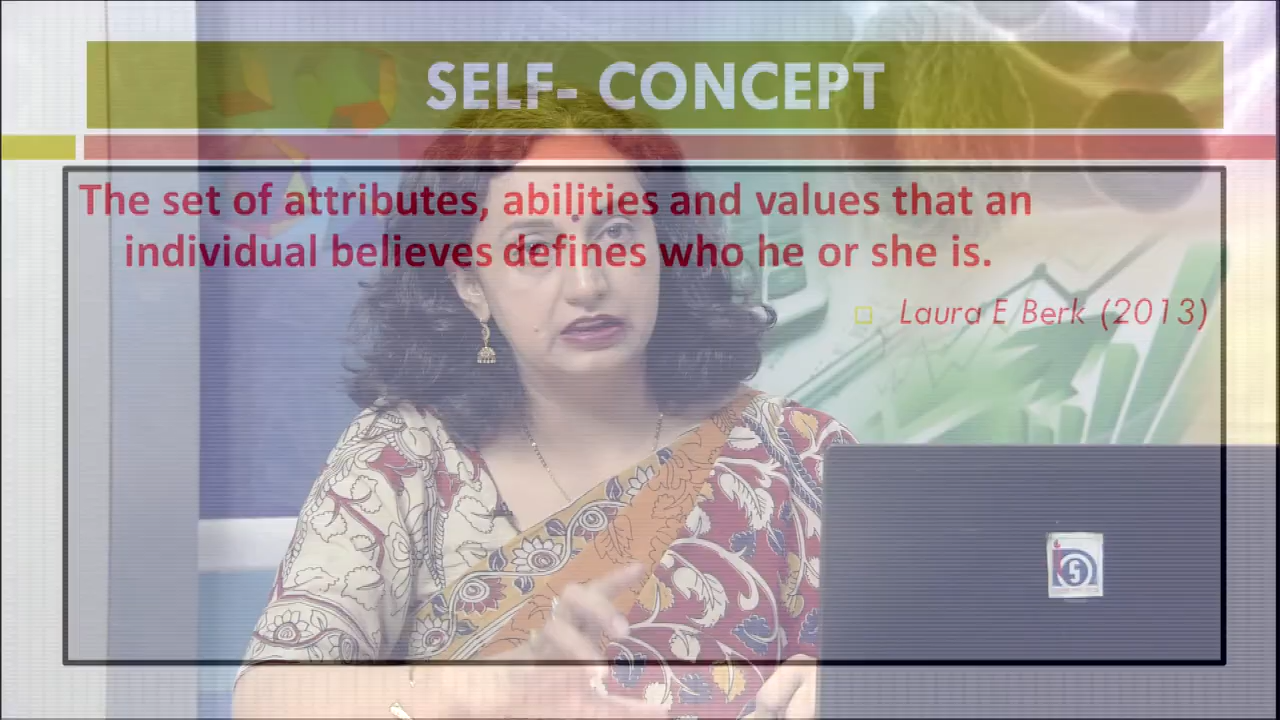 SELF- CONCEPT
The set of attributes, abilities and values that an
individual believes defines who he or she is.
Laura E Berk (2013)